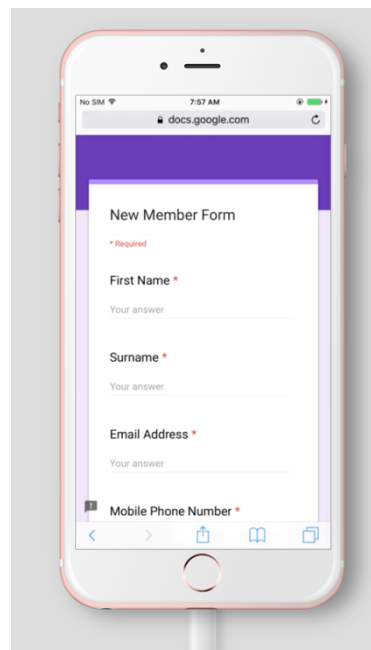 No SIM 7:57 AM
docs.google.com
New Member Form
* Required
First Name *
Your answer
Surname *
Your answer
Email Address *
Your answer
Mobile Phone Number *